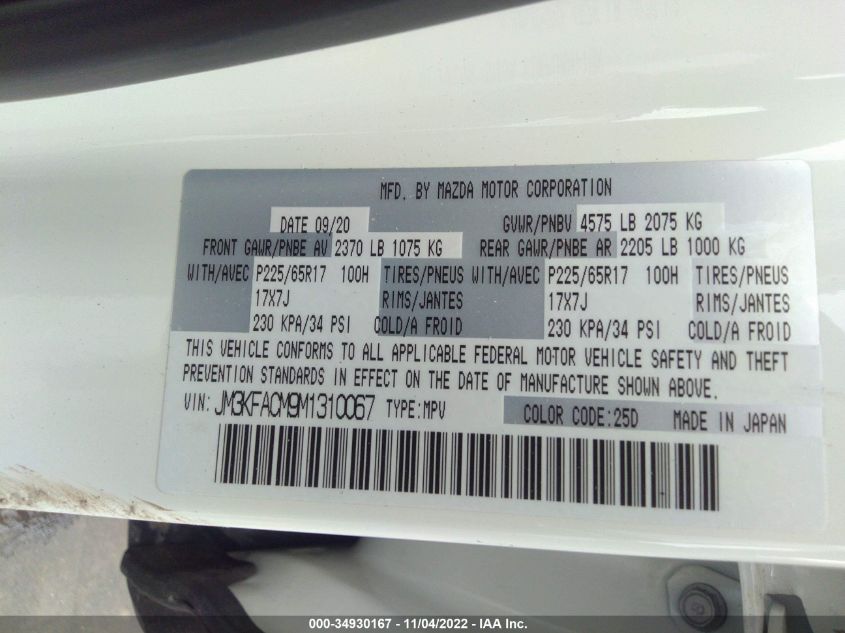 MFD. BY MAZDA MOTOR CORPORATION
DATE 09/20 GVWR/PNBV 4575 LB 2075 KG
FRONT GAWR/PNBE AV 2370 LB 1075 KG REAR GAWR/PNBE AR 2205 LB 1000 KG
WITH/AVEC P225/65R17 100H TIRES/PNEUS WITH/AVEC P225/65R17 100H TIRES/PNEUS
17X7J RIMS/JANTES 17X7J RIMS/JANTES
230 KPA/34 PSI COLD/A FROID 230 KPA/34 PSI COLD/A FROID
THIS VEHICLE CONFORMS TO ALL APPLICABLE FEDERAL MOTOR VEHICLE SAFETY AND THEFT
PREVENTION STANDARDS IN EFFECT ON THE DATE OF MANUFACTURE SHOWN ABOVE.
VIN: JM3KFACM9M1310067 TYPE:MPV COLOR CODE:25D MADE IN JAPAN
000-34930167 - 11/04/2022 - IAA Inc.